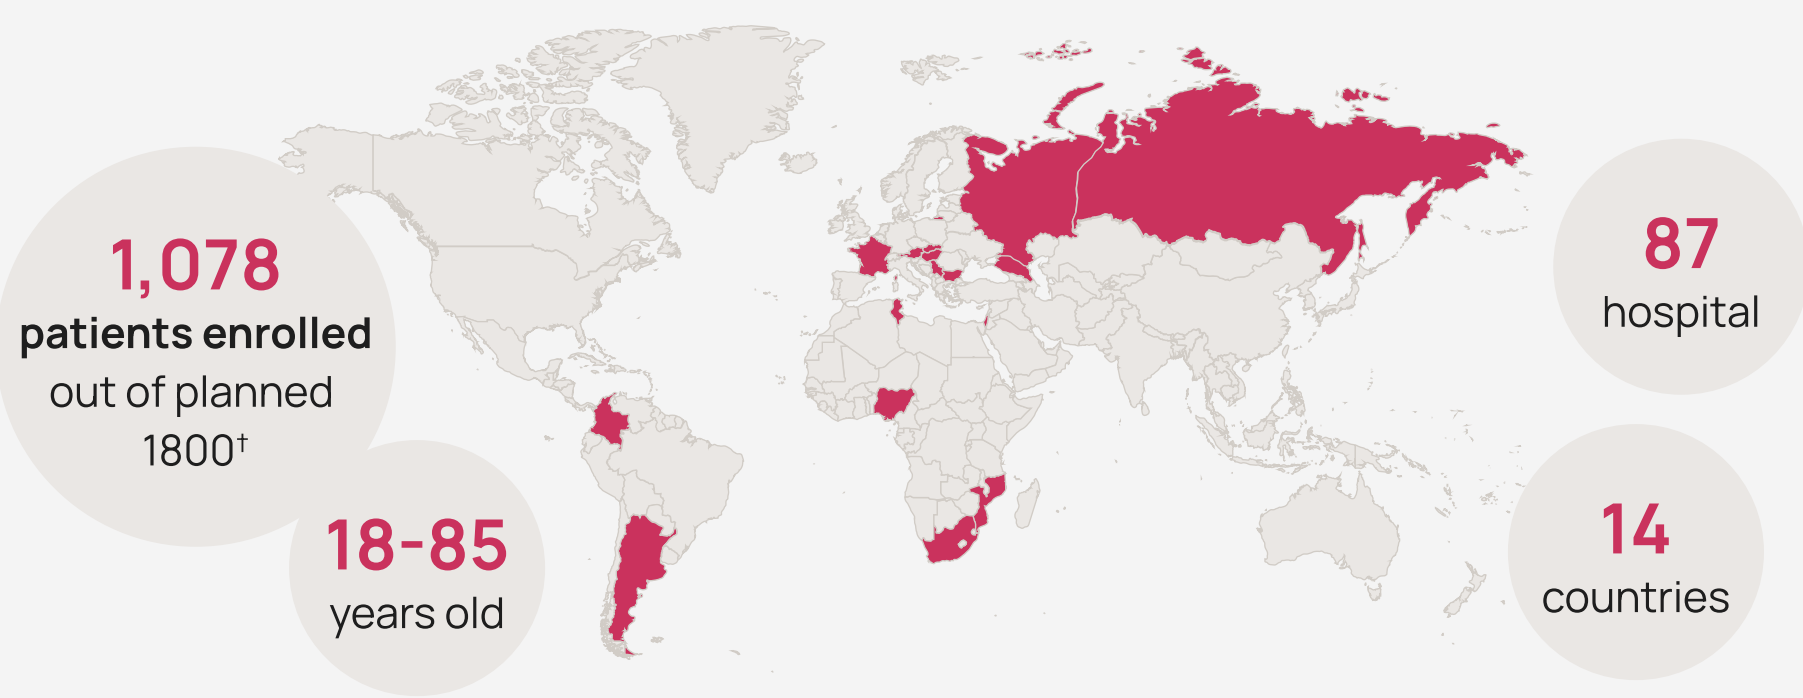 1,078
patients enrolled
out of planned
1800†
18-85
years old
87
hospital
14
countries